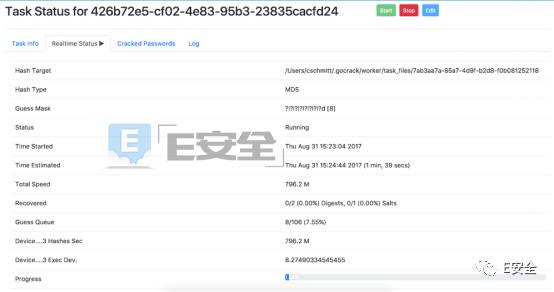 Task Status for 426b72e5-cf02-4e83-95b3-23835cacfd24
Start Stop Edit
Task info Realtime Status ▶ Cracked Passwords Log
Hash Target /Users/cschmitt/.gocrack/worker/task_files/7ab3aa7a-85a7-4d9f-b2d8-f0b081252118
Hash Type MD5
Guess Mask ?l?l?l?l?l?l?l?d [8]
Status Running
E安全
Time Started Thu Aug 31 15:23:04 2017
Time Estimated Thu Aug 31 15:24:44 2017 (1 min, 39 secs)
Total Speed 796.2 M
Recovered 0/2 (0.00%) Digests, 0/1 (0.00%) Salts
Guess Queue 8/106 (7.55%)
Device....3 Hashes Sec 796.2 M
Device....3 Exec Dev. 8.27490334545455
E安全
Progress